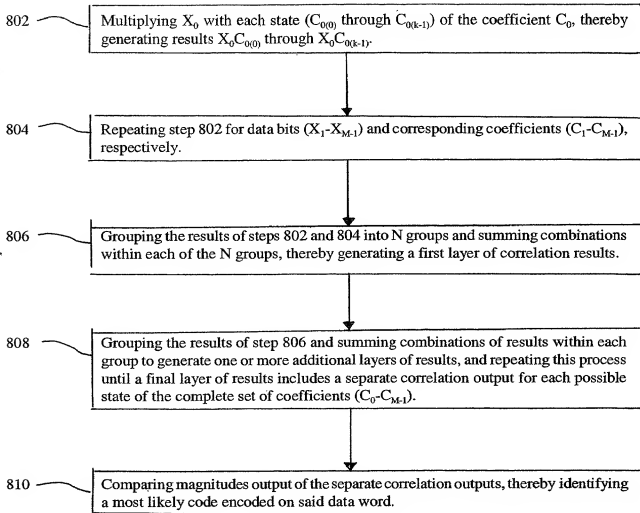 802
Multiplying X₀ with each state (C₀₍₀₎ through C₀₍ₖ₋₁₎) of the coefficient C₀, thereby
generating results X₀C₀₍₀₎ through X₀C₀₍ₖ₋₁₎.
804
Repeating step 802 for data bits (X₁-X_M-1) and corresponding coefficients (C₁-C_M-1),
respectively.
806
Grouping the results of steps 802 and 804 into N groups and summing combinations
within each of the N groups, thereby generating a first layer of correlation results.
808
Grouping the results of step 806 and summing combinations of results within each
group to generate one or more additional layers of results, and repeating this process
until a final layer of results includes a separate correlation output for each possible
state of the complete set of coefficients (C₀-C_M-1).
810
Comparing magnitudes output of the separate correlation outputs, thereby identifying
a most likely code encoded on said data word.